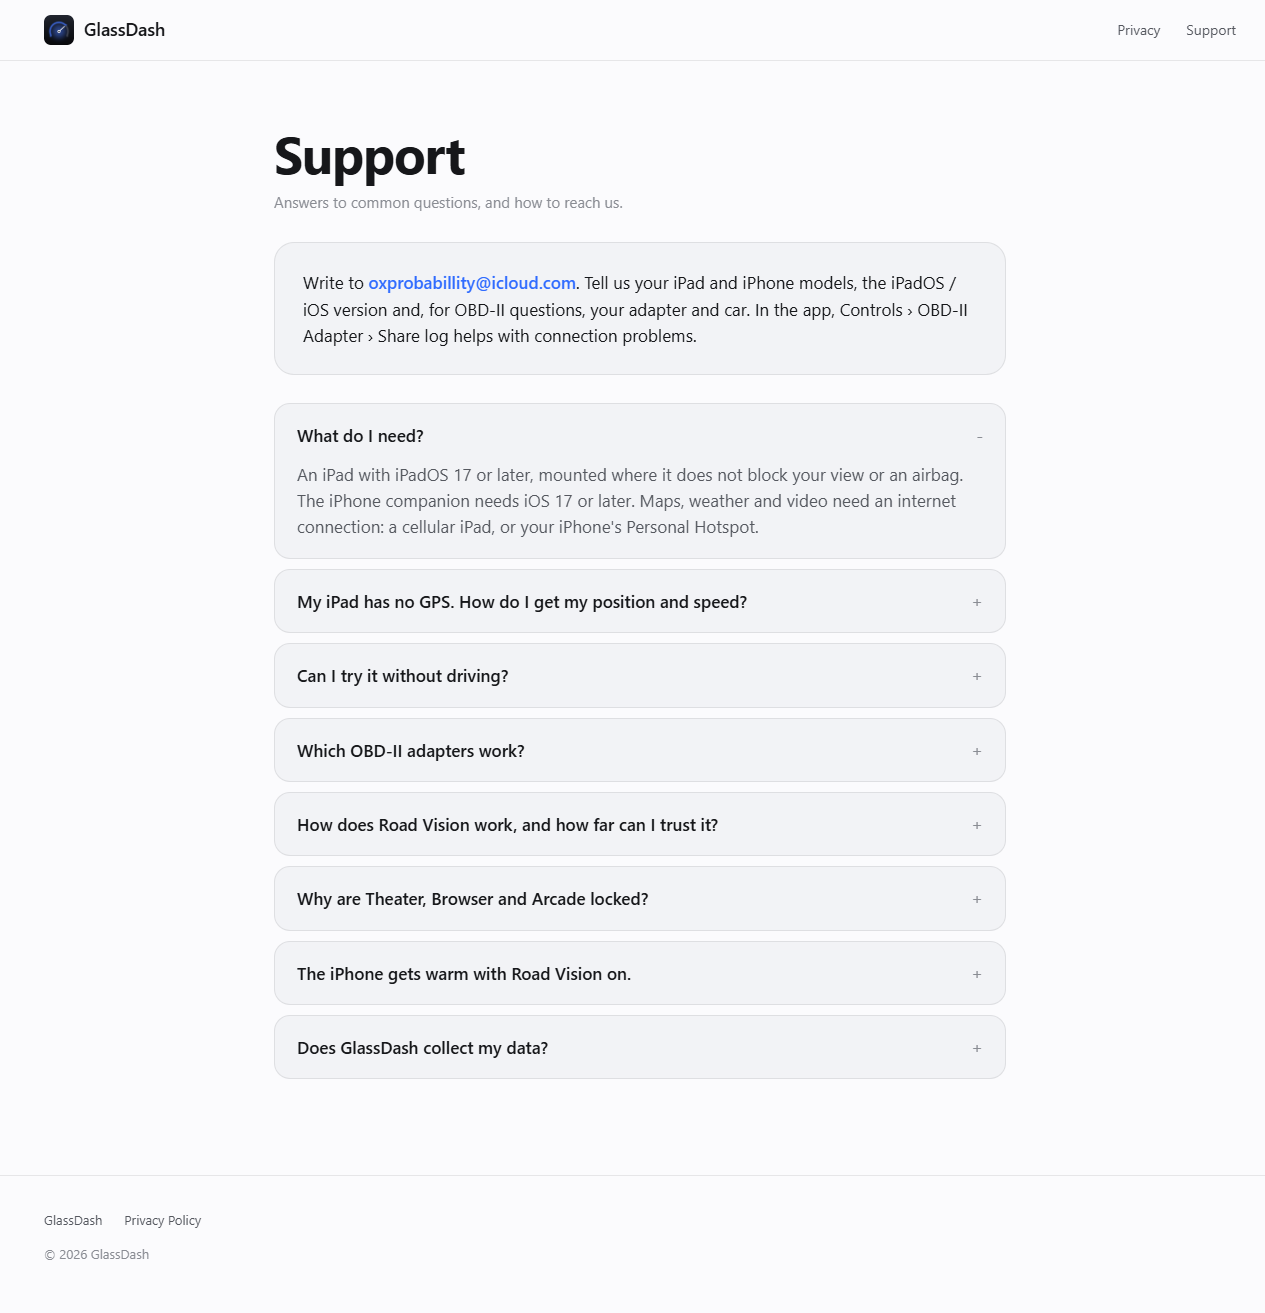 GlassDash
Privacy
Support
Support
Answers to common questions, and how to reach us.
Write to oxprobabillity@icloud.com. Tell us your iPad and iPhone models, the iPadOS /
iOS version and, for OBD-II questions, your adapter and car. In the app, Controls › OBD-II
Adapter › Share log helps with connection problems.
What do I need?
-
An iPad with iPadOS 17 or later, mounted where it does not block your view or an airbag.
The iPhone companion needs iOS 17 or later. Maps, weather and video need an internet
connection: a cellular iPad, or your iPhone's Personal Hotspot.
My iPad has no GPS. How do I get my position and speed?
+
Can I try it without driving?
+
Which OBD-II adapters work?
+
How does Road Vision work, and how far can I trust it?
+
Why are Theater, Browser and Arcade locked?
+
The iPhone gets warm with Road Vision on.
+
Does GlassDash collect my data?
+
GlassDash
Privacy Policy
© 2026 GlassDash